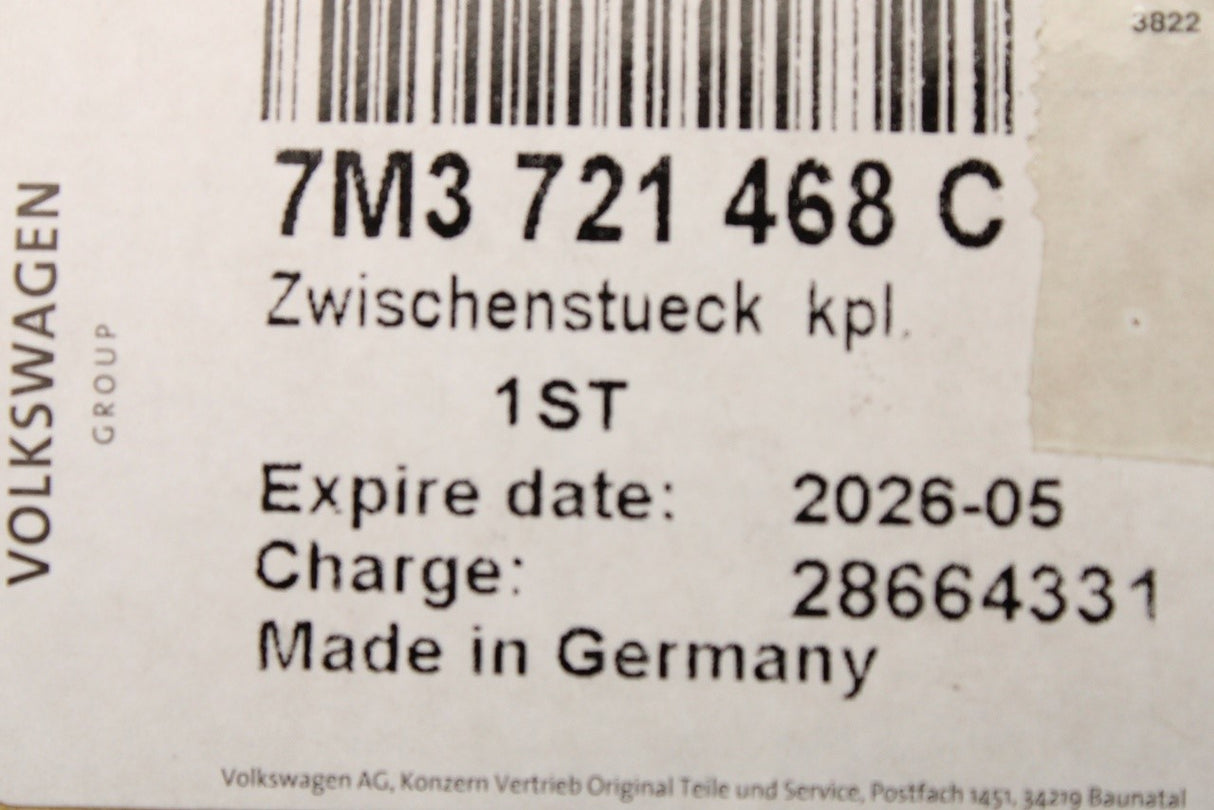 3822
7M3 721 468 C
Zwischenstueck kpl.
1ST
Expire date: 2026-05
Charge: 28664331
Made in Germany
VOLKSWAGEN
GROUP
Volkswagen AG, Konzern Vertrieb Original Teile und Service, Postfach 1451, 34219 Baunatal